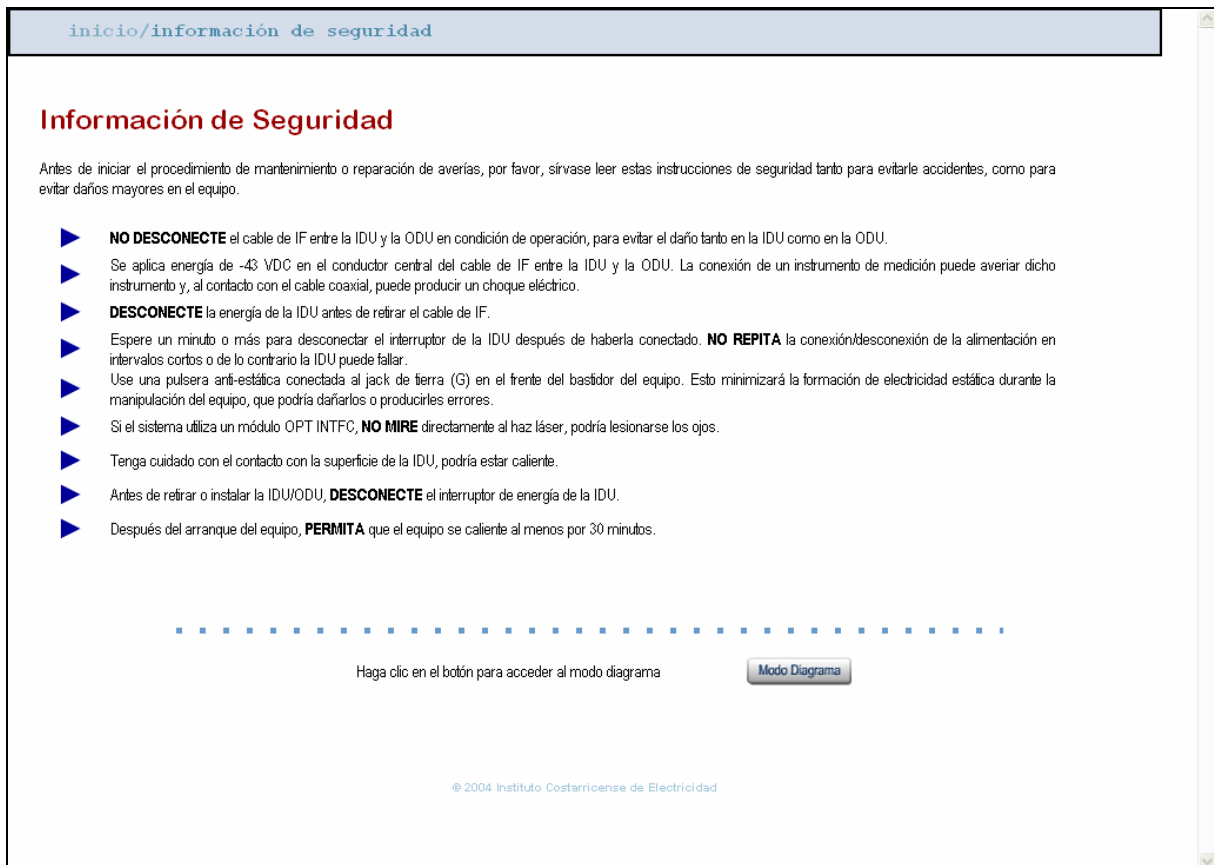 inicio/información de seguridad
Información de Seguridad
Antes de iniciar el procedimiento de mantenimiento o reparación de averías, por favor, sírvase leer estas instrucciones de seguridad tanto para evitarle accidentes, como para
evitar daños mayores en el equipo.
NO DESCONECTE el cable de IF entre la IDU y la ODU en condición de operación, para evitar el daño tanto en la IDU como en la ODU.
Se aplica energía de -43 VDC en el conductor central del cable de IF entre la IDU y la ODU. La conexión de un instrumento de medición puede averiar dicho
instrumento y, al contacto con el cable coaxial, puede producir un choque eléctrico.
DESCONECTE la energía de la IDU antes de retirar el cable de IF.
Espere un minuto o más para desconectar el interruptor de la IDU después de haberla conectado. NO REPITA la conexión/desconexión de la alimentación en
intervalos cortos o de lo contrario la IDU puede fallar.
Use una pulsera anti-estática conectada al jack de tierra (G) en el frente del bastidor del equipo. Esto minimizará la formación de electricidad estática durante la
manipulación del equipo, que podría dañarlos o producirles errores.
Si el sistema utiliza un módulo OPT INTFC, NO MIRE directamente al haz láser, podría lesionarse los ojos.
Tenga cuidado con el contacto con la superficie de la IDU, podría estar caliente.
Antes de retirar o instalar la IDU/ODU, DESCONECTE el interruptor de energía de la IDU.
Después del arranque del equipo, PERMITA que el equipo se caliente al menos por 30 minutos.
Haga clic en el botón para acceder al modo diagrama
Modo Diagrama
© 2004 Instituto Costarricense de Electricidad